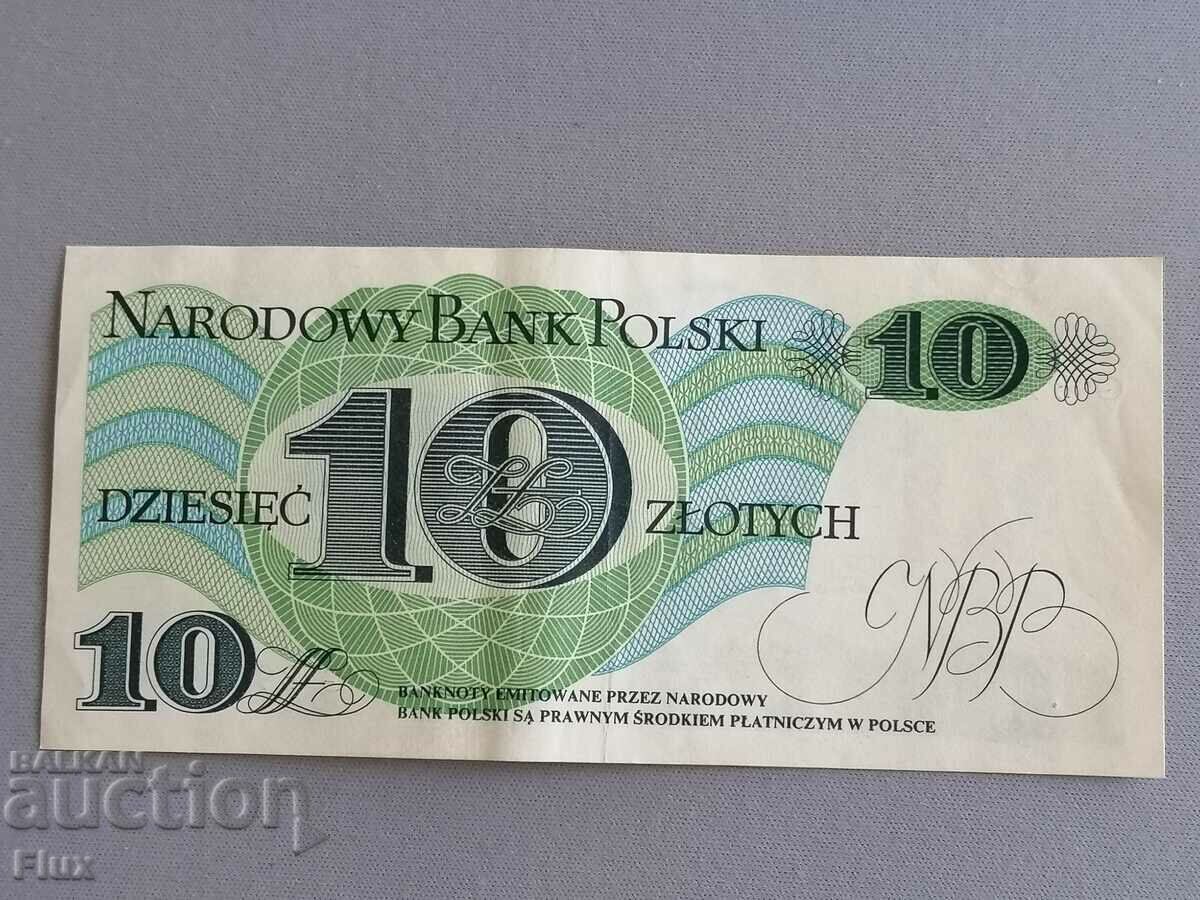 NARODOWY BANK POLSKI
10
10
DZIESIĘĆ ZŁOTYCH
10 zł
NBP
BANKNOTY EMITOWANE PRZEZ NARODOWY
BANK POLSKI SĄ PRAWNYM ŚRODKIEM PŁATNICZYM W POLSCE
BALKAN
auction
Flux